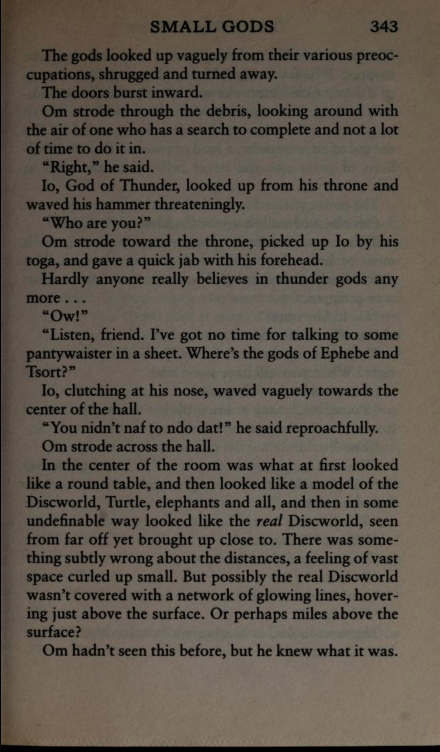 SMALL GODS 343
The gods looked up vaguely from their various preoc-
cupations, shrugged and turned away.
The doors burst inward.
Om strode through the debris, looking around with
the air of one who has a search to complete and not a lot
of time to do it in.
“Right,” he said.
Io, God of Thunder, looked up from his throne and
waved his hammer threateningly.
“Who are you?”
Om strode toward the throne, picked up Io by his
toga, and gave a quick jab with his forehead.
Hardly anyone really believes in thunder gods any
more . . .
“Ow!”
“Listen, friend. I've got no time for talking to some
pantywaister in a sheet. Where's the gods of Ephebe and
Tsort?”
Io, clutching at his nose, waved vaguely towards the
center of the hall.
“You nidn't naf to ndo dat!” he said reproachfully.
Om strode across the hall.
In the center of the room was what at first looked
like a round table, and then looked like a model of the
Discworld, Turtle, elephants and all, and then in some
undefinable way looked like the real Discworld, seen
from far off yet brought up close to. There was some-
thing subtly wrong about the distances, a feeling of vast
space curled up small. But possibly the real Discworld
wasn't covered with a network of glowing lines, hover-
ing just above the surface. Or perhaps miles above the
surface?
Om hadn't seen this before, but he knew what it was.